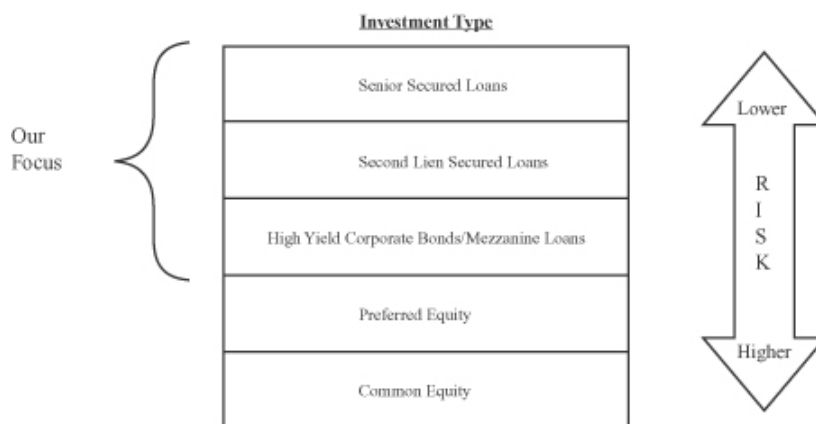 Investment Type
Our
Focus
Senior Secured Loans
Second Lien Secured Loans
High Yield Corporate Bonds/Mezzanine Loans
Preferred Equity
Common Equity
Lower
R
I
S
K
Higher